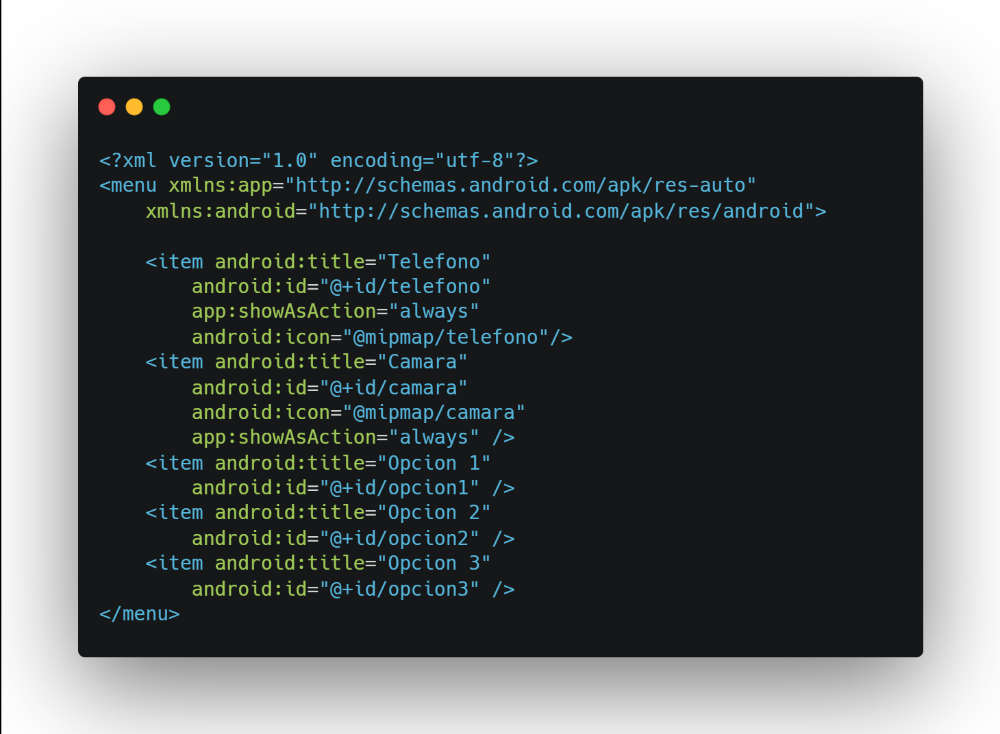 <?xml version="1.0" encoding="utf-8"?>
<menu xmlns:app="http://schemas.android.com/apk/res-auto"
    xmlns:android="http://schemas.android.com/apk/res/android">

    <item android:title="Telefono"
        android:id="@+id/telefono"
        app:showAsAction="always"
        android:icon="@mipmap/telefono"/>
    <item android:title="Camara"
        android:id="@+id/camara"
        android:icon="@mipmap/camara"
        app:showAsAction="always" />
    <item android:title="Opcion 1"
        android:id="@+id/opcion1" />
    <item android:title="Opcion 2"
        android:id="@+id/opcion2" />
    <item android:title="Opcion 3"
        android:id="@+id/opcion3" />
</menu>